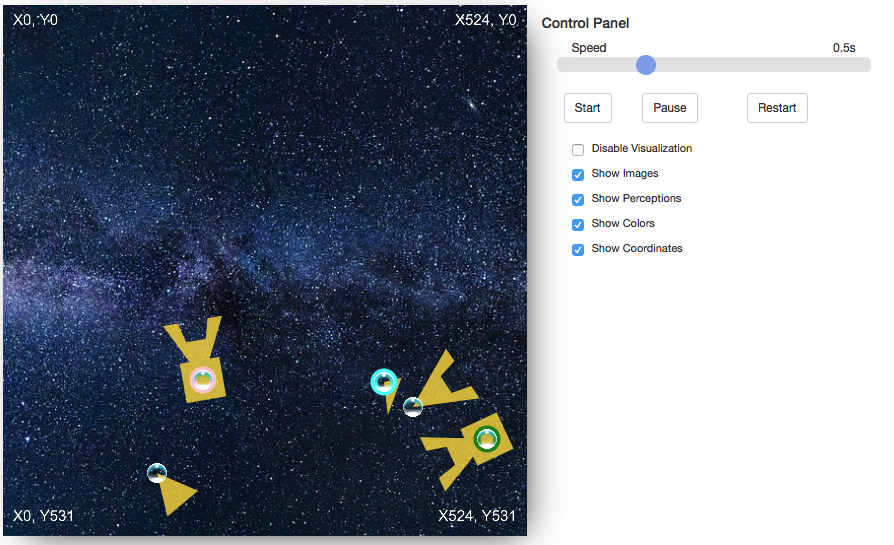 X0, Y0
X524, Y0
Control Panel
Speed
0.5s
Start
Pause
Restart
Disable Visualization
Show Images
Show Perceptions
Show Colors
Show Coordinates
X0, Y531
X524, Y531